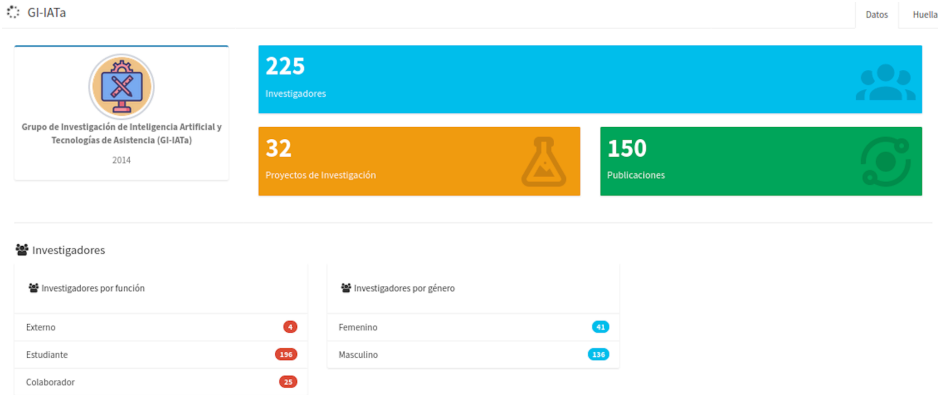 GI-IATa
Datos
Huella
Grupo de Investigación de Inteligencia Artificial y
Tecnologías de Asistencia (GI-IATa)
2014
225
Investigadores
32
Proyectos de Investigación
150
Publicaciones
Investigadores
Investigadores por función
Externo 4
Estudiante 196
Colaborador 25
Investigadores por género
Femenino 41
Masculino 136